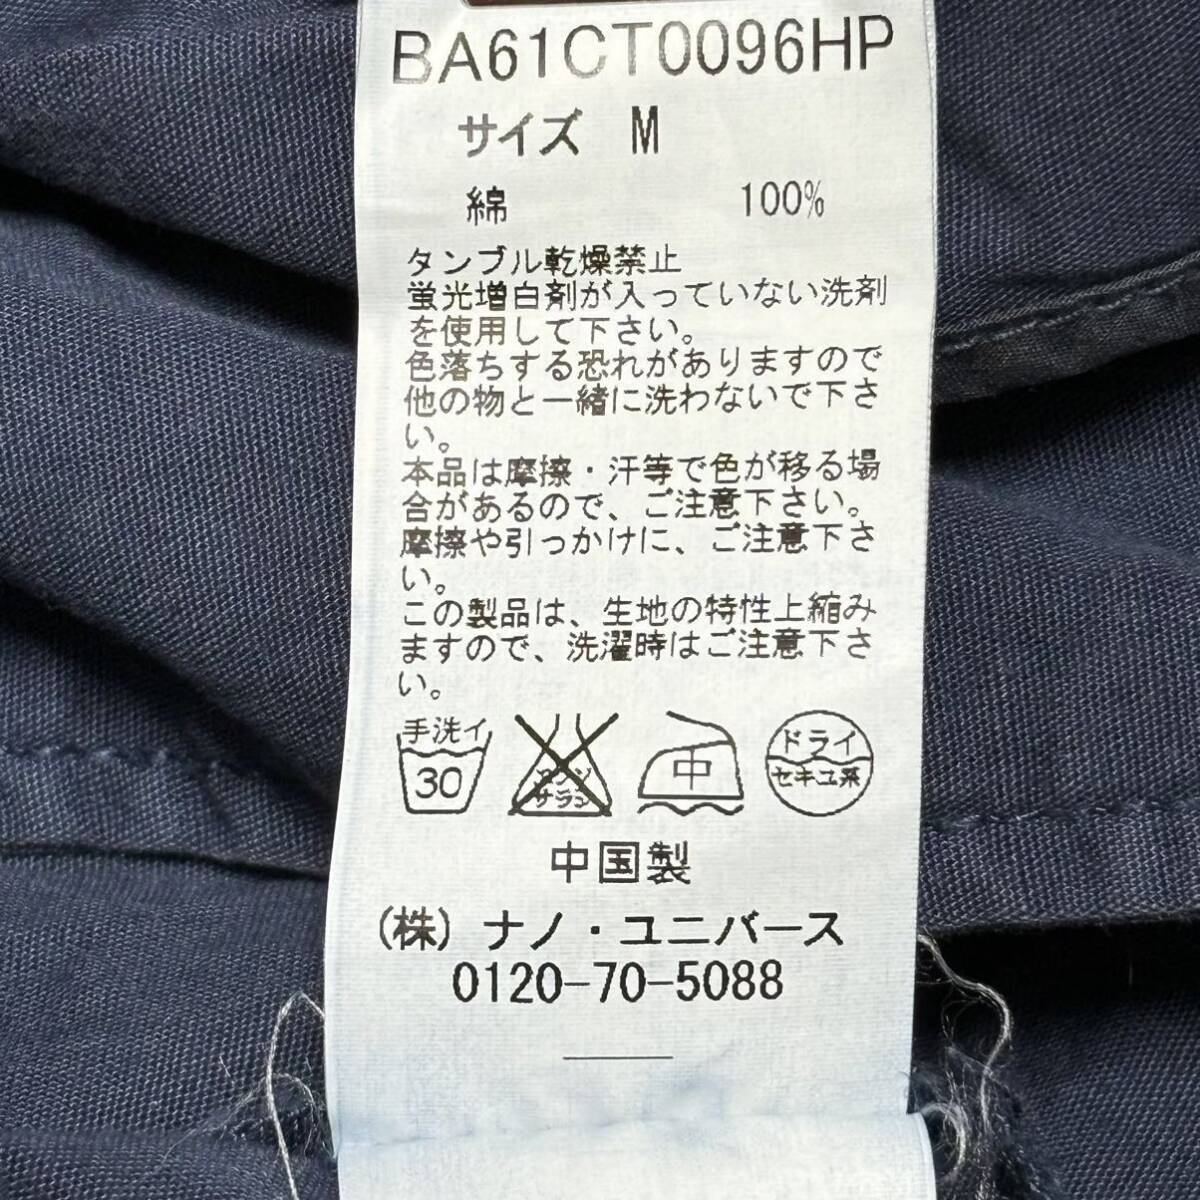 BA61CT0096HP
サイズ M
綿 100%
タンブル乾燥禁止
蛍光増白剤が入っていない洗剤
を使用して下さい。
色落ちする恐れがありますので
他の物と一緒に洗わないで下さ
い。
本品は摩擦・汗等で色が移る場
合があるので、ご注意下さい。
摩擦や引っかけに、ご注意下さ
い。
この製品は、生地の特性上縮み
ますので、洗濯時はご注意下さ
い。
手洗イ
30
エンソ
サラシ
中
ドライ
セキユ系
中国製
(株) ナノ・ユニバース
0120-70-5088